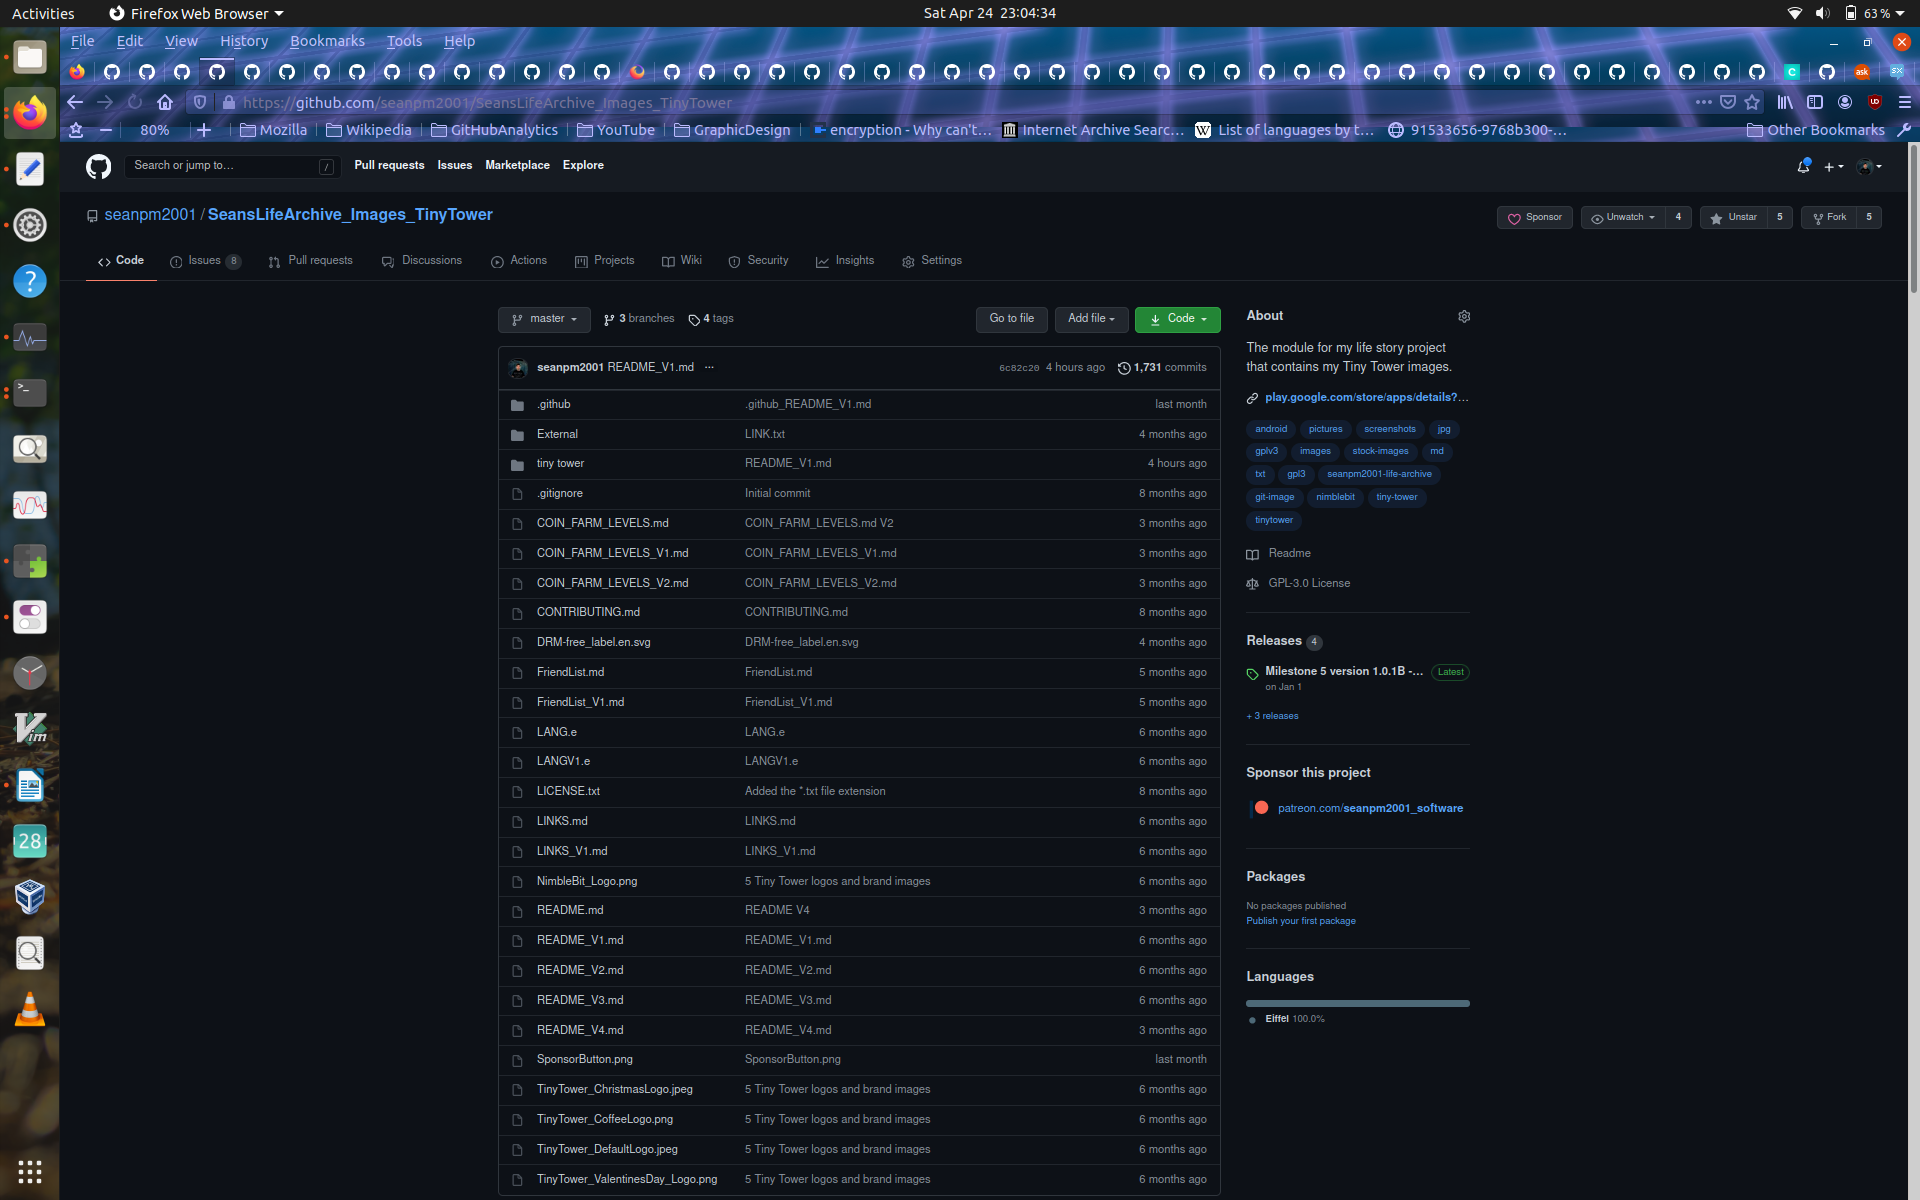 Activities Firefox Web Browser Sat Apr 24 23:04:34 63 %
File Edit View History Bookmarks Tools Help
https://github.com/seanpm2001/SeansLifeArchive_Images_TinyTower
80% Mozilla Wikipedia GitHubAnalytics YouTube GraphicDesign encryption - Why can't... Internet Archive Searc... List of languages by t... 91533656-9768b300-... Other Bookmarks
Search or jump to... / Pull requests Issues Marketplace Explore
seanpm2001 / SeansLifeArchive_Images_TinyTower Sponsor Unwatch 4 Unstar 5 Fork 5
Code Issues 8 Pull requests Discussions Actions Projects Wiki Security Insights Settings
master 3 branches 4 tags Go to file Add file Code
seanpm2001 README_V1.md ... 6c82c20 4 hours ago 1,731 commits
.github .github_README_V1.md last month
External LINK.txt 4 months ago
tiny tower README_V1.md 4 hours ago
.gitignore Initial commit 8 months ago
COIN_FARM_LEVELS.md COIN_FARM_LEVELS.md V2 3 months ago
COIN_FARM_LEVELS_V1.md COIN_FARM_LEVELS_V1.md 3 months ago
COIN_FARM_LEVELS_V2.md COIN_FARM_LEVELS_V2.md 3 months ago
CONTRIBUTING.md CONTRIBUTING.md 8 months ago
DRM-free_label.en.svg DRM-free_label.en.svg 4 months ago
FriendList.md FriendList.md 5 months ago
FriendList_V1.md FriendList_V1.md 5 months ago
LANG.e LANG.e 6 months ago
LANGV1.e LANGV1.e 6 months ago
LICENSE.txt Added the *.txt file extension 8 months ago
LINKS.md LINKS.md 6 months ago
LINKS_V1.md LINKS_V1.md 6 months ago
NimbleBit_Logo.png 5 Tiny Tower logos and brand images 6 months ago
README.md README V4 3 months ago
README_V1.md README_V1.md 6 months ago
README_V2.md README_V2.md 6 months ago
README_V3.md README_V3.md 6 months ago
README_V4.md README_V4.md 3 months ago
SponsorButton.png SponsorButton.png last month
TinyTower_ChristmasLogo.jpeg 5 Tiny Tower logos and brand images 6 months ago
TinyTower_CoffeeLogo.png 5 Tiny Tower logos and brand images 6 months ago
TinyTower_DefaultLogo.jpeg 5 Tiny Tower logos and brand images 6 months ago
TinyTower_ValentinesDay_Logo.png 5 Tiny Tower logos and brand images 6 months ago
About
The module for my life story project
that contains my Tiny Tower images.
play.google.com/store/apps/details?...
android pictures screenshots jpg
gplv3 images stock-images md
txt gpl3 seanpm2001-life-archive
git-image nimblebit tiny-tower
tinytower
Readme
GPL-3.0 License
Releases 4
Milestone 5 version 1.0.1B -... Latest
on Jan 1
+ 3 releases
Sponsor this project
patreon.com/seanpm2001_software
Packages
No packages published
Publish your first package
Languages
Eiffel 100.0%
28
Vim